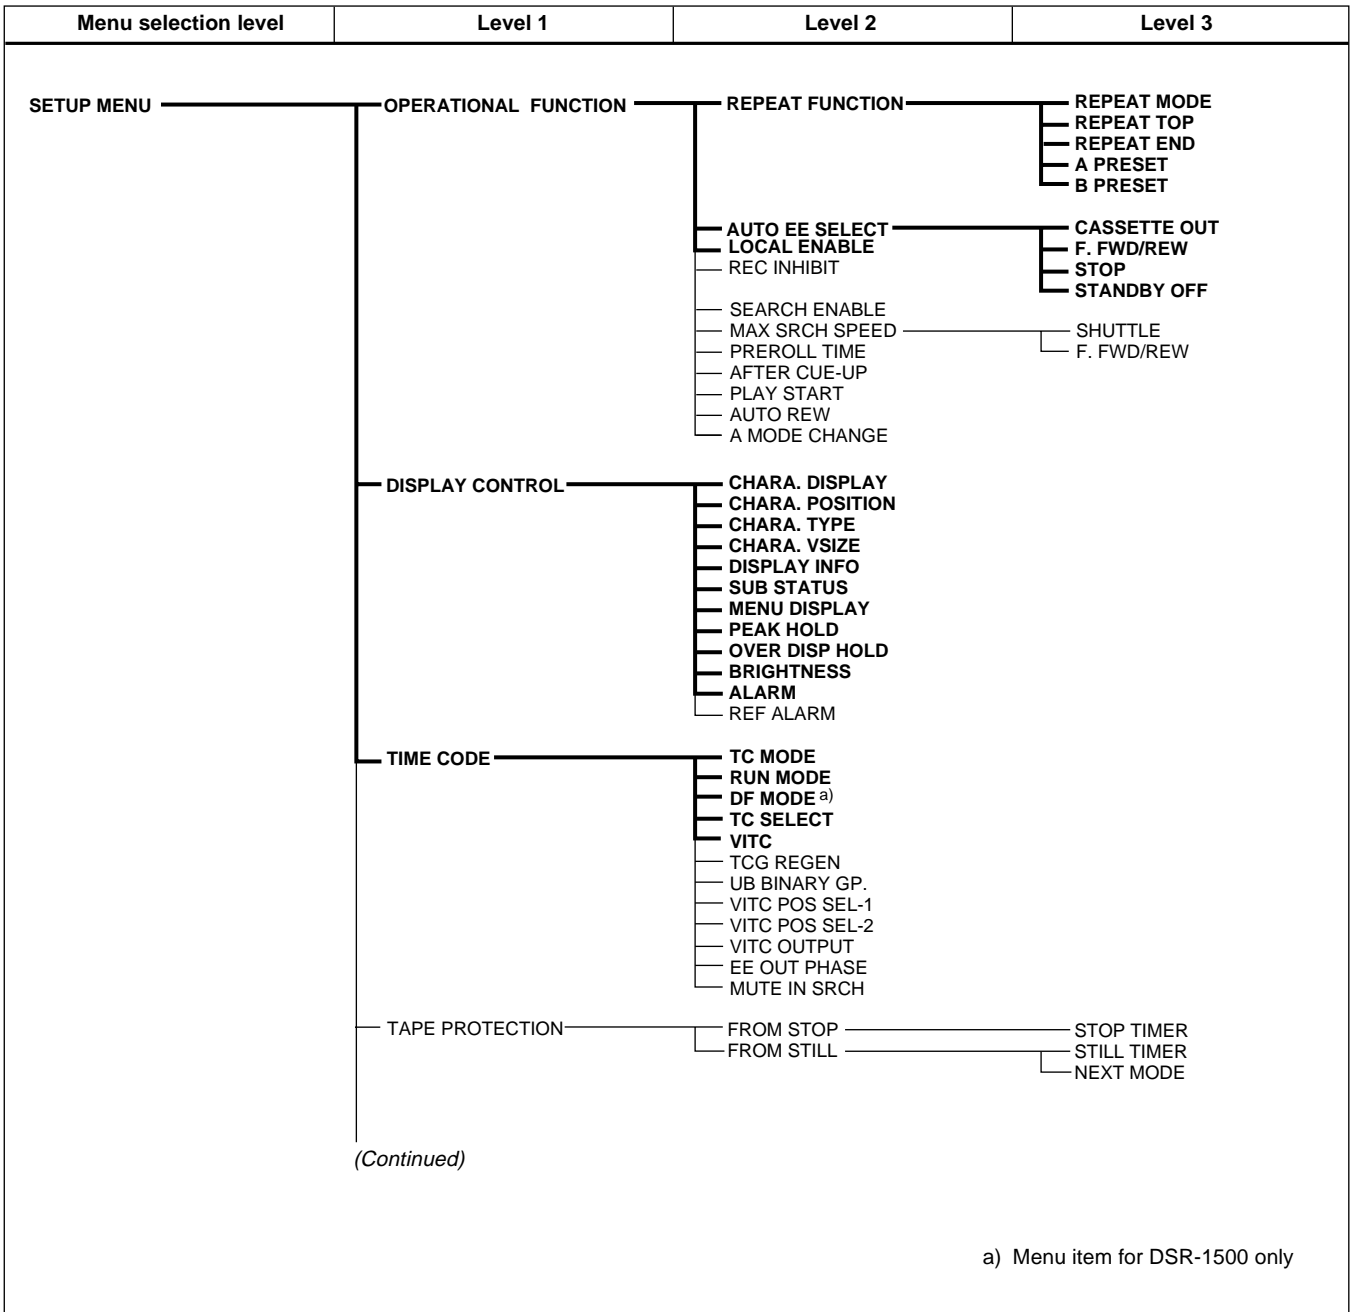 Menu selection level Level 1 Level 2 Level 3
SETUP MENU OPERATIONAL FUNCTION REPEAT FUNCTION REPEAT MODE
REPEAT TOP
REPEAT END
A PRESET
B PRESET
AUTO EE SELECT CASSETTE OUT
LOCAL ENABLE F. FWD/REW
REC INHIBIT STOP
STANDBY OFF
SEARCH ENABLE
MAX SRCH SPEED SHUTTLE
PREROLL TIME F. FWD/REW
AFTER CUE-UP
PLAY START
AUTO REW
A MODE CHANGE
DISPLAY CONTROL CHARA. DISPLAY
CHARA. POSITION
CHARA. TYPE
CHARA. VSIZE
DISPLAY INFO
SUB STATUS
MENU DISPLAY
PEAK HOLD
OVER DISP HOLD
BRIGHTNESS
ALARM
REF ALARM
TIME CODE TC MODE
RUN MODE
DF MODE a)
TC SELECT
VITC
TCG REGEN
UB BINARY GP.
VITC POS SEL-1
VITC POS SEL-2
VITC OUTPUT
EE OUT PHASE
MUTE IN SRCH
TAPE PROTECTION FROM STOP STOP TIMER
FROM STILL STILL TIMER
NEXT MODE
(Continued)
a) Menu item for DSR-1500 only